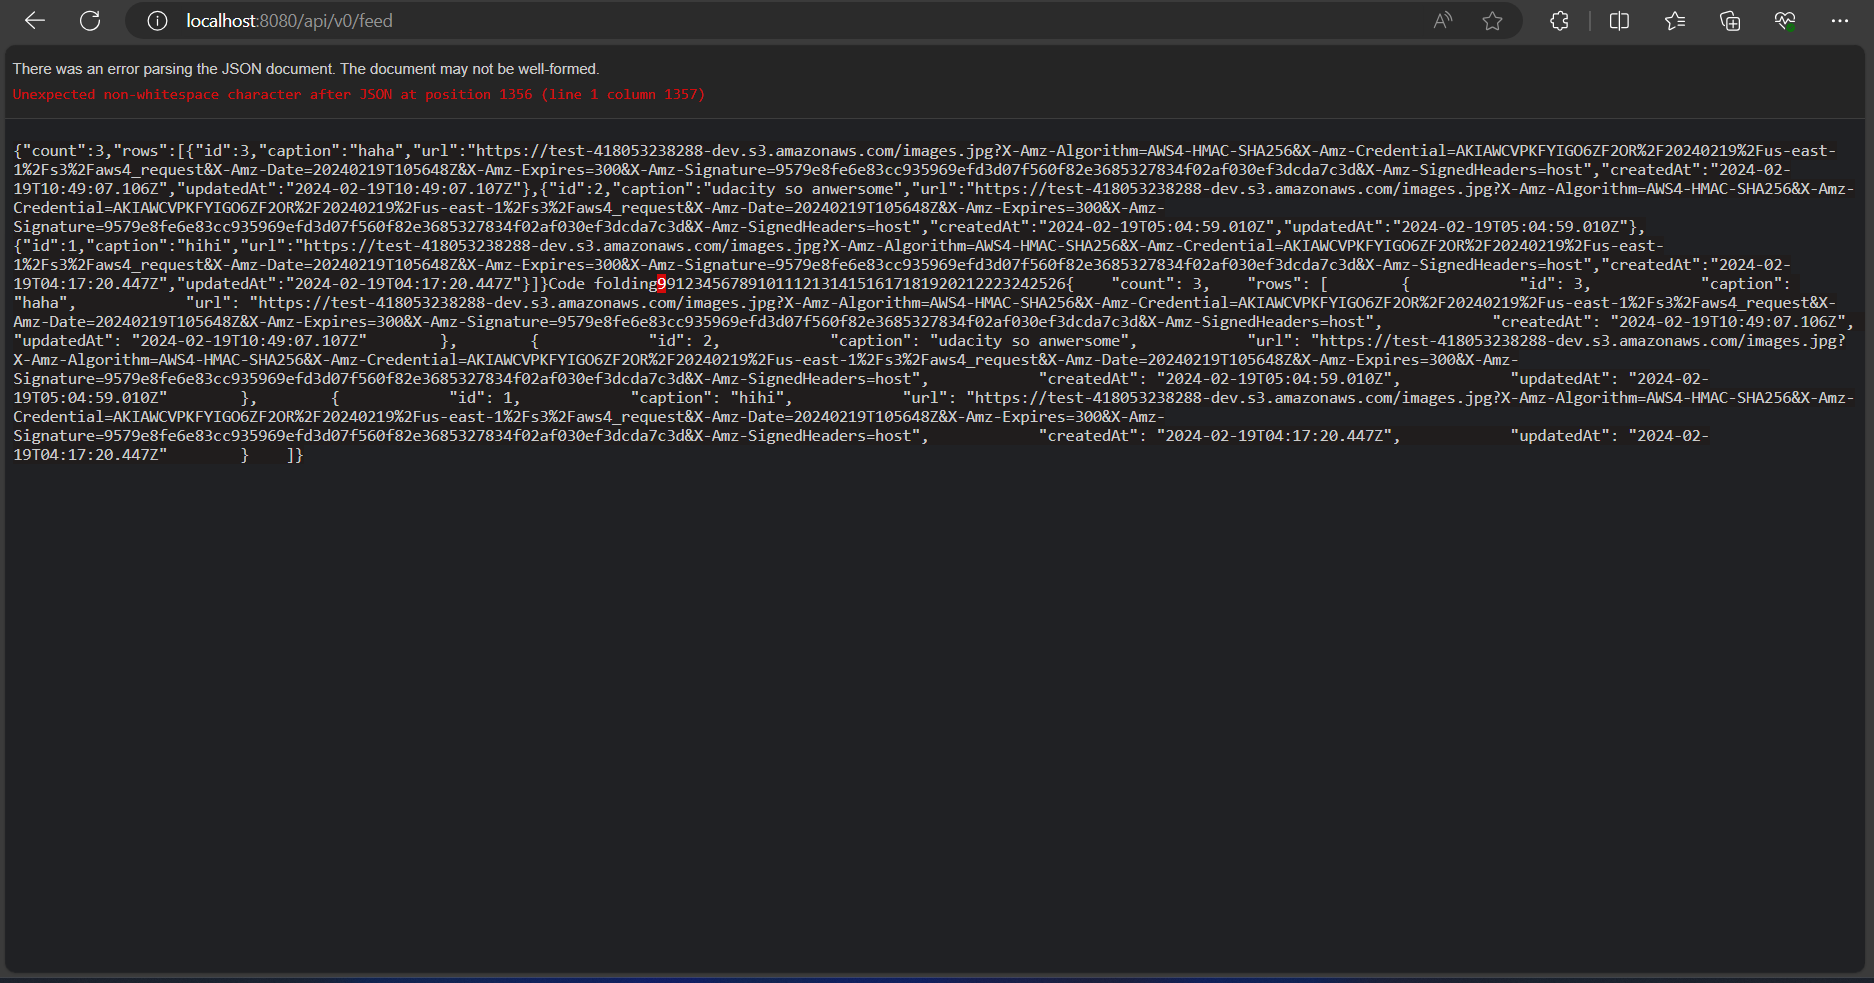 localhost:8080/api/v0/feed
There was an error parsing the JSON document. The document may not be well-formed.
Unexpected non-whitespace character after JSON at position 1356 (line 1 column 1357)
{"count":3,"rows":[{"id":3,"caption":"haha","url":"https://test-418053238288-dev.s3.amazonaws.com/images.jpg?X-Amz-Algorithm=AWS4-HMAC-SHA256&X-Amz-Credential=AKIAWCVPKFYIGO6ZF2OR%2F20240219%2Fus-east-
1%2Fs3%2Faws4_request&X-Amz-Date=20240219T105648Z&X-Amz-Expires=300&X-Amz-Signature=9579e8fe6e83cc935969efd3d07f560f82e3685327834f02af030ef3dcda7c3d&X-Amz-SignedHeaders=host","createdAt":"2024-02-
19T10:49:07.106Z","updatedAt":"2024-02-19T10:49:07.107Z"},{"id":2,"caption":"udacity so anwersome","url":"https://test-418053238288-dev.s3.amazonaws.com/images.jpg?X-Amz-Algorithm=AWS4-HMAC-SHA256&X-Amz-
Credential=AKIAWCVPKFYIGO6ZF2OR%2F20240219%2Fus-east-1%2Fs3%2Faws4_request&X-Amz-Date=20240219T105648Z&X-Amz-Expires=300&X-Amz-
Signature=9579e8fe6e83cc935969efd3d07f560f82e3685327834f02af030ef3dcda7c3d&X-Amz-SignedHeaders=host","createdAt":"2024-02-19T05:04:59.010Z","updatedAt":"2024-02-19T05:04:59.010Z"},
{"id":1,"caption":"hihi","url":"https://test-418053238288-dev.s3.amazonaws.com/images.jpg?X-Amz-Algorithm=AWS4-HMAC-SHA256&X-Amz-Credential=AKIAWCVPKFYIGO6ZF2OR%2F20240219%2Fus-east-
1%2Fs3%2Faws4_request&X-Amz-Date=20240219T105648Z&X-Amz-Expires=300&X-Amz-Signature=9579e8fe6e83cc935969efd3d07f560f82e3685327834f02af030ef3dcda7c3d&X-Amz-SignedHeaders=host","createdAt":"2024-02-
19T04:17:20.447Z","updatedAt":"2024-02-19T04:17:20.447Z"}]}Code folding991234567891011121314151617181920212223242526{    "count": 3,    "rows": [        {            "id": 3,            "caption":
"haha",            "url": "https://test-418053238288-dev.s3.amazonaws.com/images.jpg?X-Amz-Algorithm=AWS4-HMAC-SHA256&X-Amz-Credential=AKIAWCVPKFYIGO6ZF2OR%2F20240219%2Fus-east-1%2Fs3%2Faws4_request&X-
Amz-Date=20240219T105648Z&X-Amz-Expires=300&X-Amz-Signature=9579e8fe6e83cc935969efd3d07f560f82e3685327834f02af030ef3dcda7c3d&X-Amz-SignedHeaders=host",            "createdAt": "2024-02-19T10:49:07.106Z",
"updatedAt": "2024-02-19T10:49:07.107Z"        },        {            "id": 2,            "caption": "udacity so anwersome",            "url": "https://test-418053238288-dev.s3.amazonaws.com/images.jpg?
X-Amz-Algorithm=AWS4-HMAC-SHA256&X-Amz-Credential=AKIAWCVPKFYIGO6ZF2OR%2F20240219%2Fus-east-1%2Fs3%2Faws4_request&X-Amz-Date=20240219T105648Z&X-Amz-Expires=300&X-Amz-
Signature=9579e8fe6e83cc935969efd3d07f560f82e3685327834f02af030ef3dcda7c3d&X-Amz-SignedHeaders=host",            "createdAt": "2024-02-19T05:04:59.010Z",            "updatedAt": "2024-02-
19T05:04:59.010Z"        },        {            "id": 1,            "caption": "hihi",            "url": "https://test-418053238288-dev.s3.amazonaws.com/images.jpg?X-Amz-Algorithm=AWS4-HMAC-SHA256&X-Amz-
Credential=AKIAWCVPKFYIGO6ZF2OR%2F20240219%2Fus-east-1%2Fs3%2Faws4_request&X-Amz-Date=20240219T105648Z&X-Amz-Expires=300&X-Amz-
Signature=9579e8fe6e83cc935969efd3d07f560f82e3685327834f02af030ef3dcda7c3d&X-Amz-SignedHeaders=host",            "createdAt": "2024-02-19T04:17:20.447Z",            "updatedAt": "2024-02-
19T04:17:20.447Z"        }    ]}